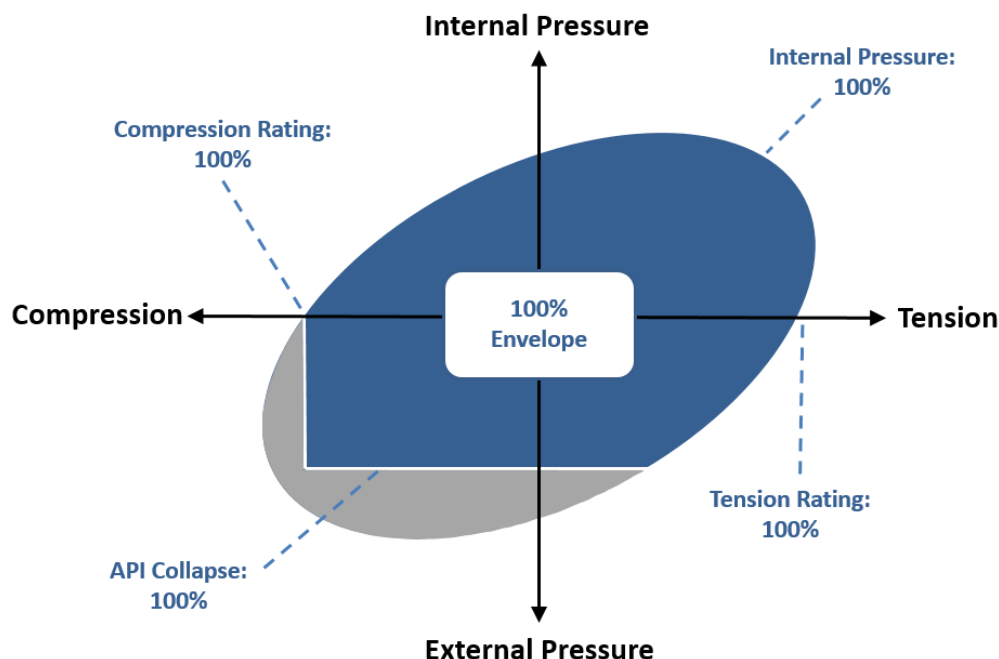 Internal Pressure
Internal Pressure:
100%
Compression Rating:
100%
Compression
100%
Envelope
Tension
Tension Rating:
100%
API Collapse:
100%
External Pressure